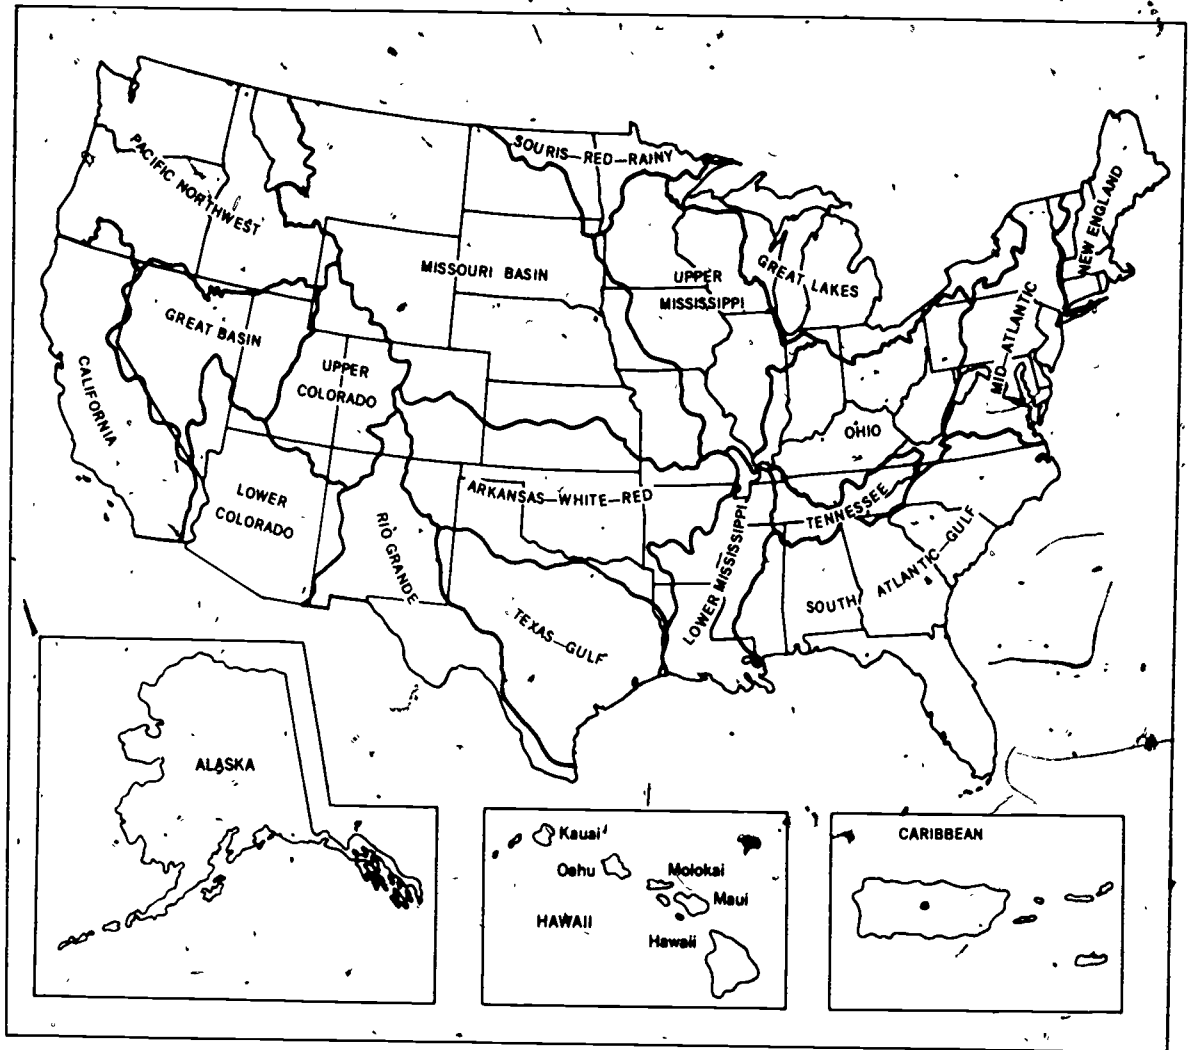 SOURIS—RED—RAINY
PACIFIC NORTHWEST
NEW ENGLAND
MISSOURI BASIN
UPPER
MISSISSIPPI
GREAT LAKES
GREAT BASIN
MID—ATLANTIC
CALIFORNIA
UPPER
COLORADO
OHIO
LOWER
COLORADO
ARKANSAS—WHITE—RED
TENNESSEE
RIO GRANDE
LOWER MISSISSIPPI
SOUTH ATLANTIC—GULF
TEXAS—GULF
ALASKA
Kauai
Oahu
Molokai
Maui
HAWAII
Hawaii
CARIBBEAN